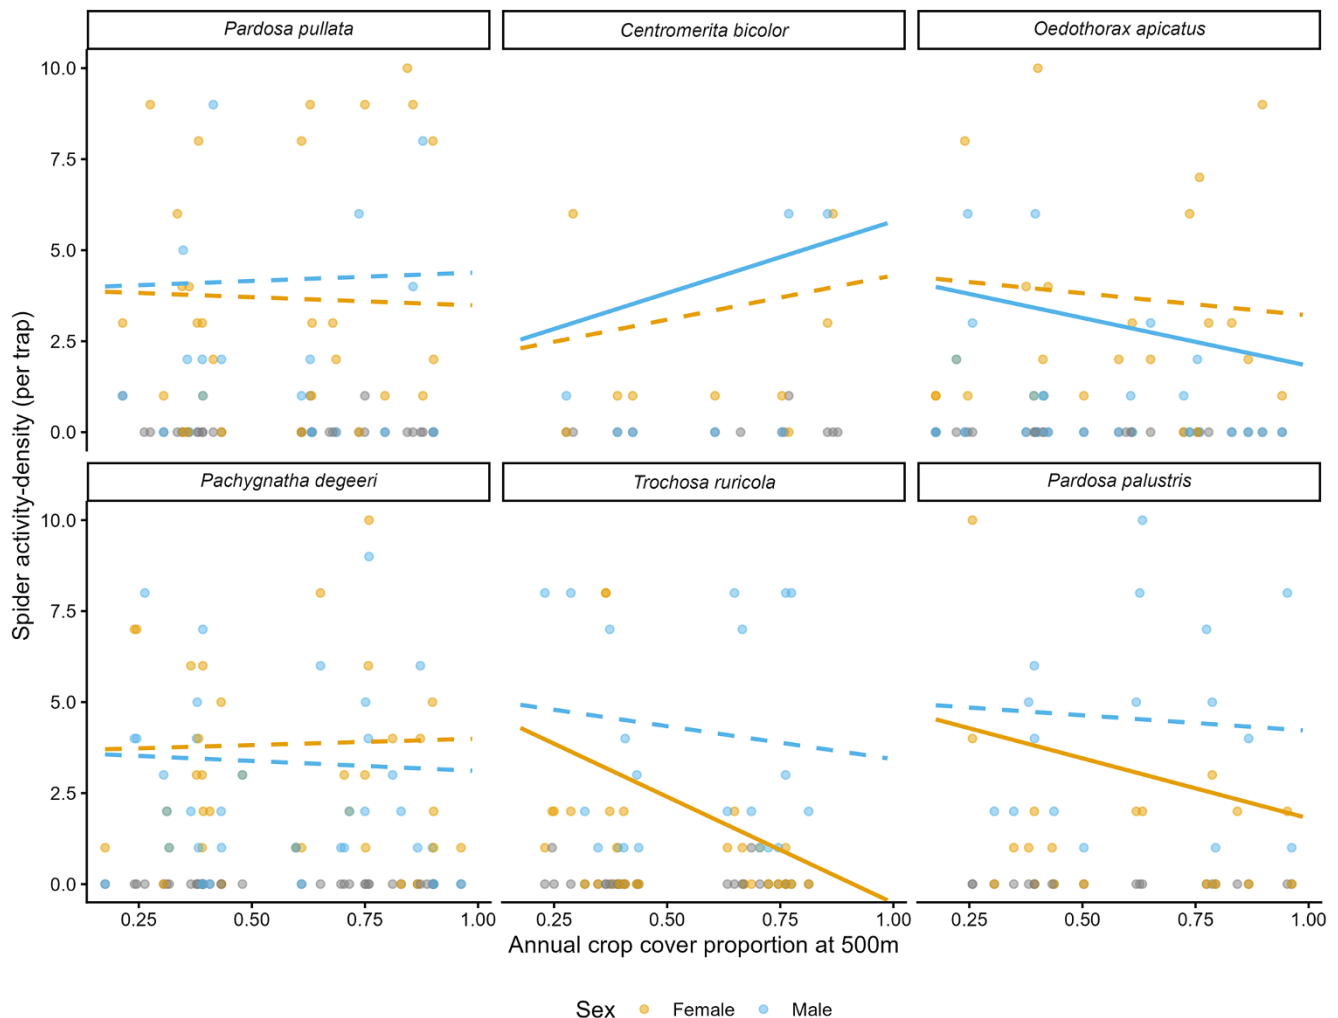 Pardosa pullata
Centromerita bicolor
Oedothorax apicatus
10.0
7.5
5.0
2.5
0.0
Pachygnatha degeeri
Trochosa ruricola
Pardosa palustris
10.0
7.5
5.0
2.5
0.0
Spider activity-density (per trap)
0.25 0.50 0.75 1.00
0.25 0.50 0.75 1.00
0.25 0.50 0.75 1.00
Annual crop cover proportion at 500m
Sex Female Male